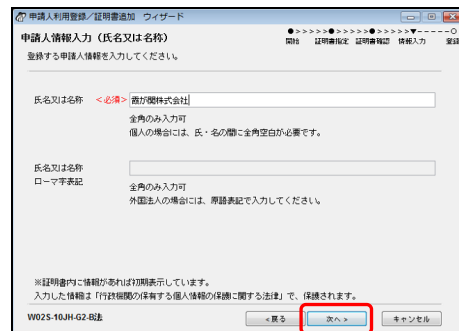 申請人利用登録／証明書追加 ウィザード
申請人情報入力（氏名又は名称）
●>>>>>●>>>>>●>>>>>▼-----○
開始 証明書指定 証明書確認 情報入力 登録
登録する申請人情報を入力してください。
氏名又は名称 <必須> 霞が関株式会社
全角のみ入力可
個人の場合には、氏・名の間に全角空白が必要です。
氏名又は名称
ローマ字表記
全角のみ入力可
外国法人の場合には、原語表記で入力してください。
※証明書内に情報があれば初期表示しています。
入力した情報は「行政機関の保有する個人情報の保護に関する法律」で、保護されます。
W02S-10JH-G2-B法 <戻る 次へ> キャンセル